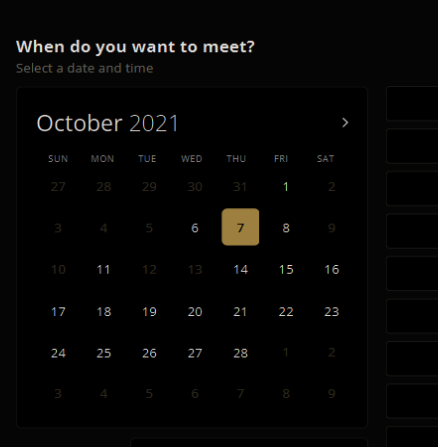 When do you want to meet?
Select a date and time
October 2021 >
SUN MON TUE WED THU FRI SAT
27 28 29 30 31 1 2
3 4 5 6 7 8 9
10 11 12 13 14 15 16
17 18 19 20 21 22 23
24 25 26 27 28 1 2
3 4 5 6 7 8 9